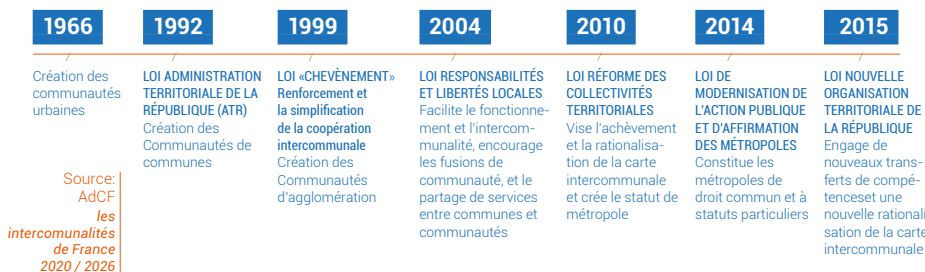 1966
Création des
communautés
urbaines
1992
LOI ADMINISTRATION
TERRITORIALE DE LA
RÉPUBLIQUE (ATR)
Création des
Communautés de
communes
1999
LOI «CHEVÈNEMENT»
Renforcement et
la simplification
de la coopération
intercommunale
Création des
Communautés
d'agglomération
2004
LOI RESPONSABILITÉS
ET LIBERTÉS LOCALES
Facilite le fonctionne-
ment et l'intercom-
munalité, encourage
les fusions de
communauté, et le
partage de services
entre communes et
communautés
2010
LOI RÉFORME DES
COLLECTIVITÉS
TERRITORIALES
Vise l'achèvement
et la rationalisa-
tion de la carte
intercommunale
et crée le statut de
métropole
2014
LOI DE
MODERNISATION DE
L'ACTION PUBLIQUE
ET D'AFFIRMATION
DES MÉTROPOLES
Constitue les
métropoles de
droit commun et à
statuts particuliers
2015
LOI NOUVELLE
ORGANISATION
TERRITORIALE DE
LA RÉPUBLIQUE
Engage de
nouveaux trans-
ferts de compé-
tenceset une
nouvelle rationali
sation de la carte
intercommunale
Source:
AdCF
les
intercomunalités
de France
2020 / 2026